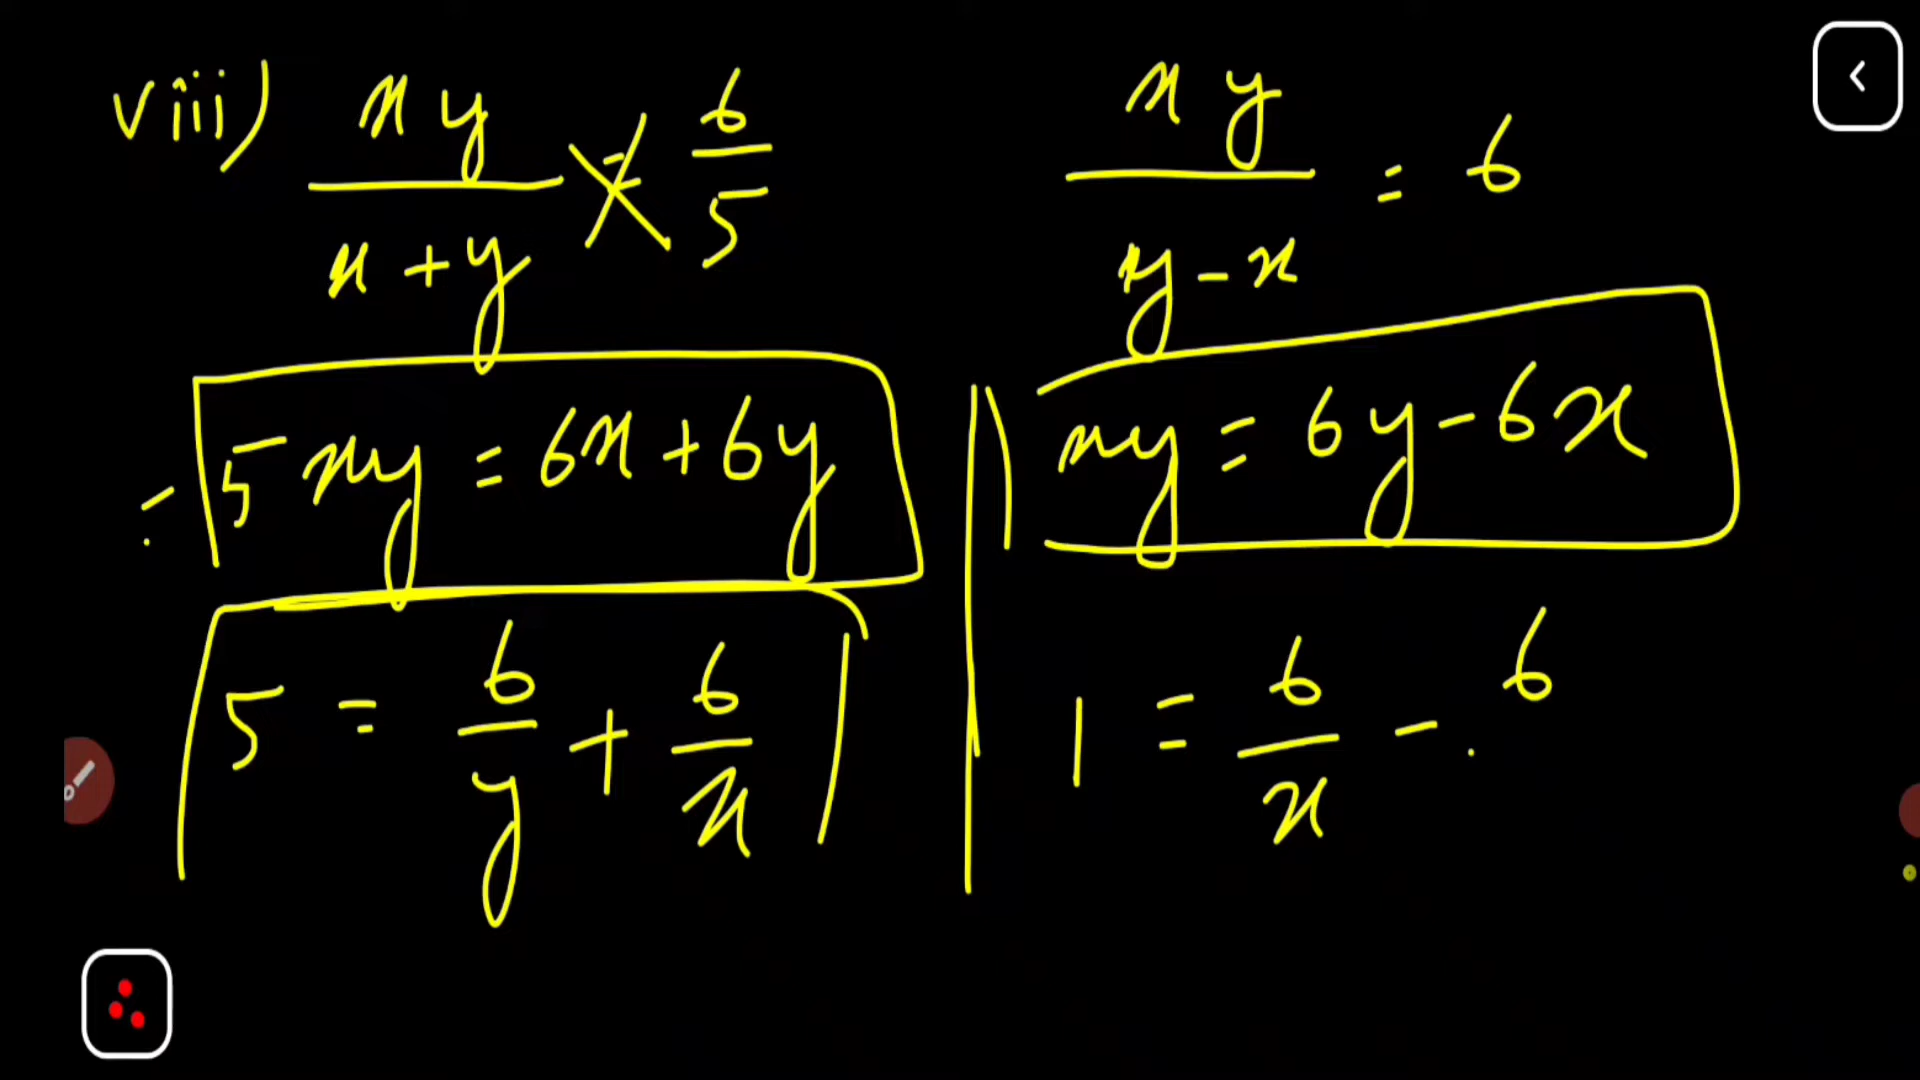 viii) xy/(x+y) = 6/5    xy/(y-x) = 6
5xy = 6x+6y    xy = 6y-6x
5 = 6/y + 6/x    1 = 6/x - 6